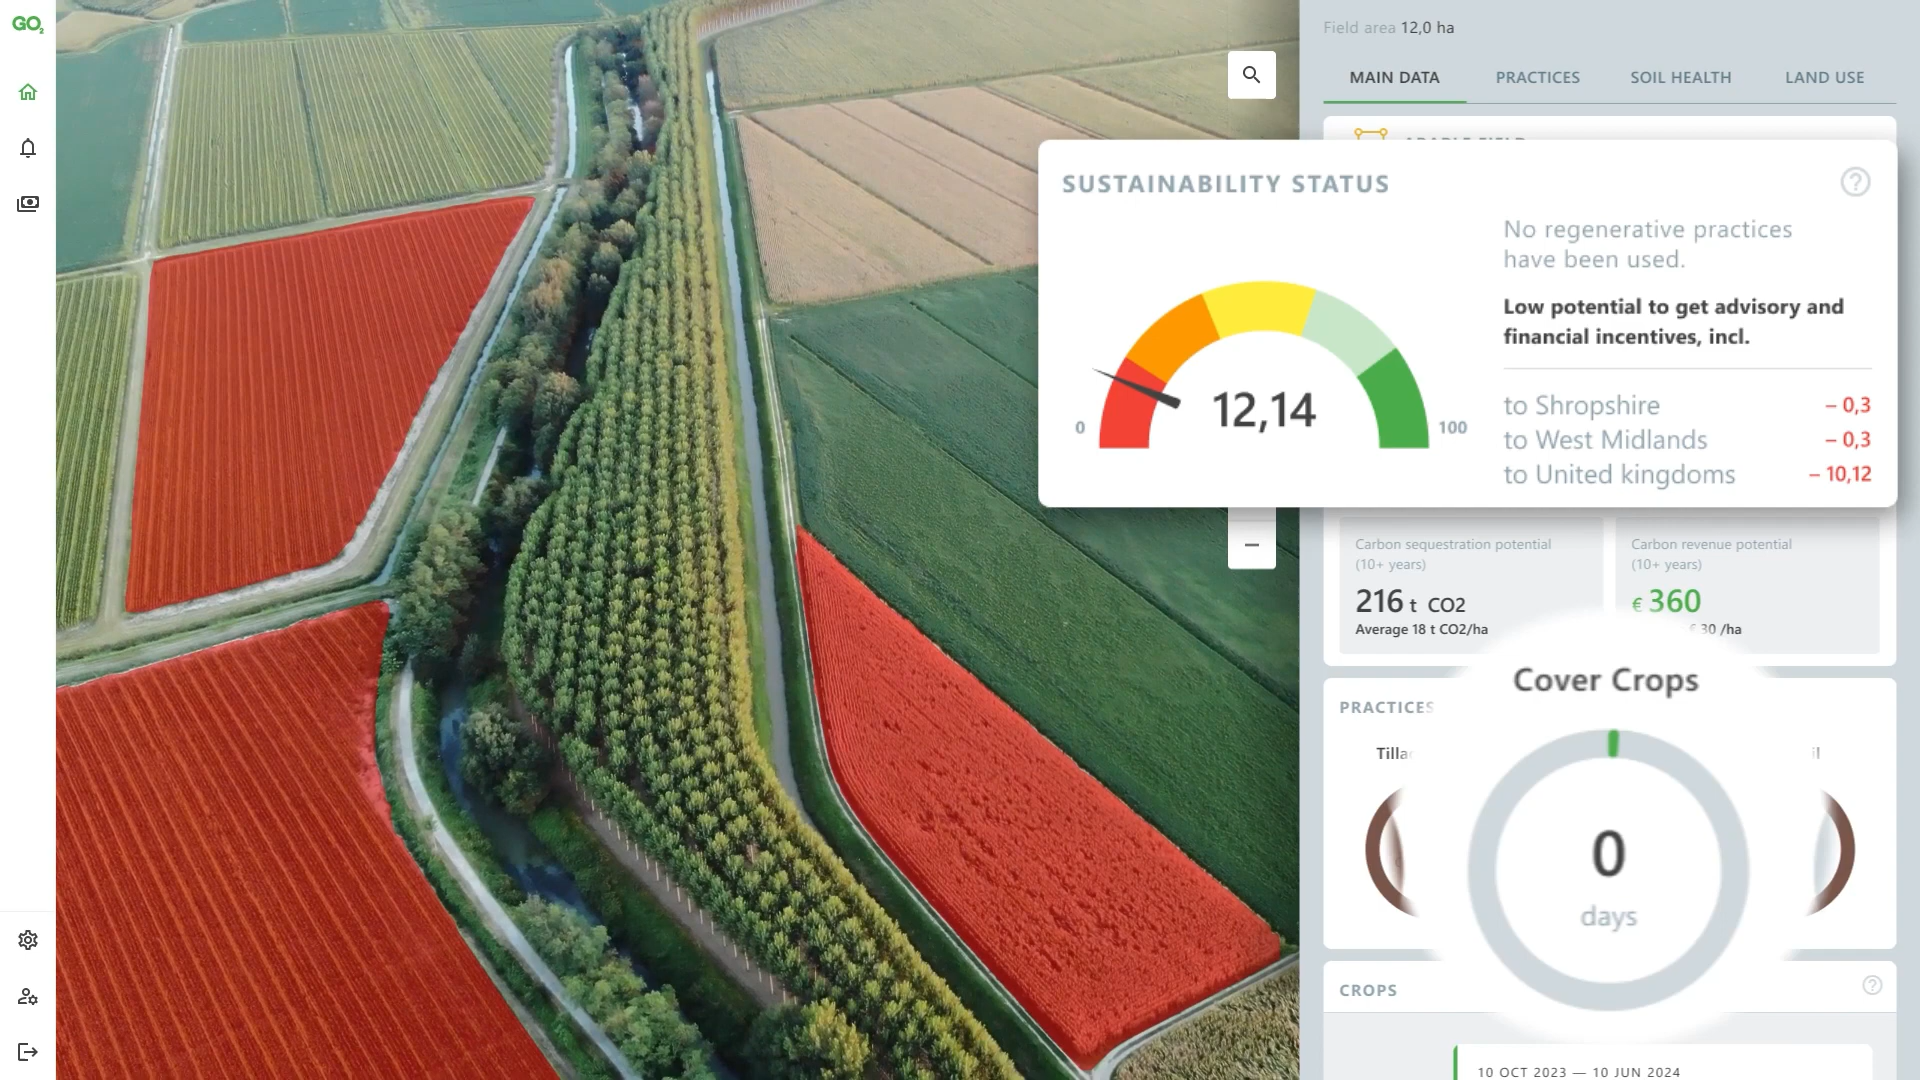 GO2
Field area 12,0 ha
MAIN DATA
PRACTICES
SOIL HEALTH
LAND USE
SUSTAINABILITY STATUS
?
No regenerative practices
have been used.
Low potential to get advisory and
financial incentives, incl.
0
12,14
100
to Shropshire – 0,3
to West Midlands – 0,3
to United kingdoms – 10,12
Carbon sequestration potential
(10+ years)
216 t CO2
Average 18 t CO2/ha
Carbon revenue potential
(10+ years)
€ 360
€ 30 /ha
PRACTICES
Cover Crops
0
days
CROPS
?
10 OCT 2023 — 10 JUN 2024